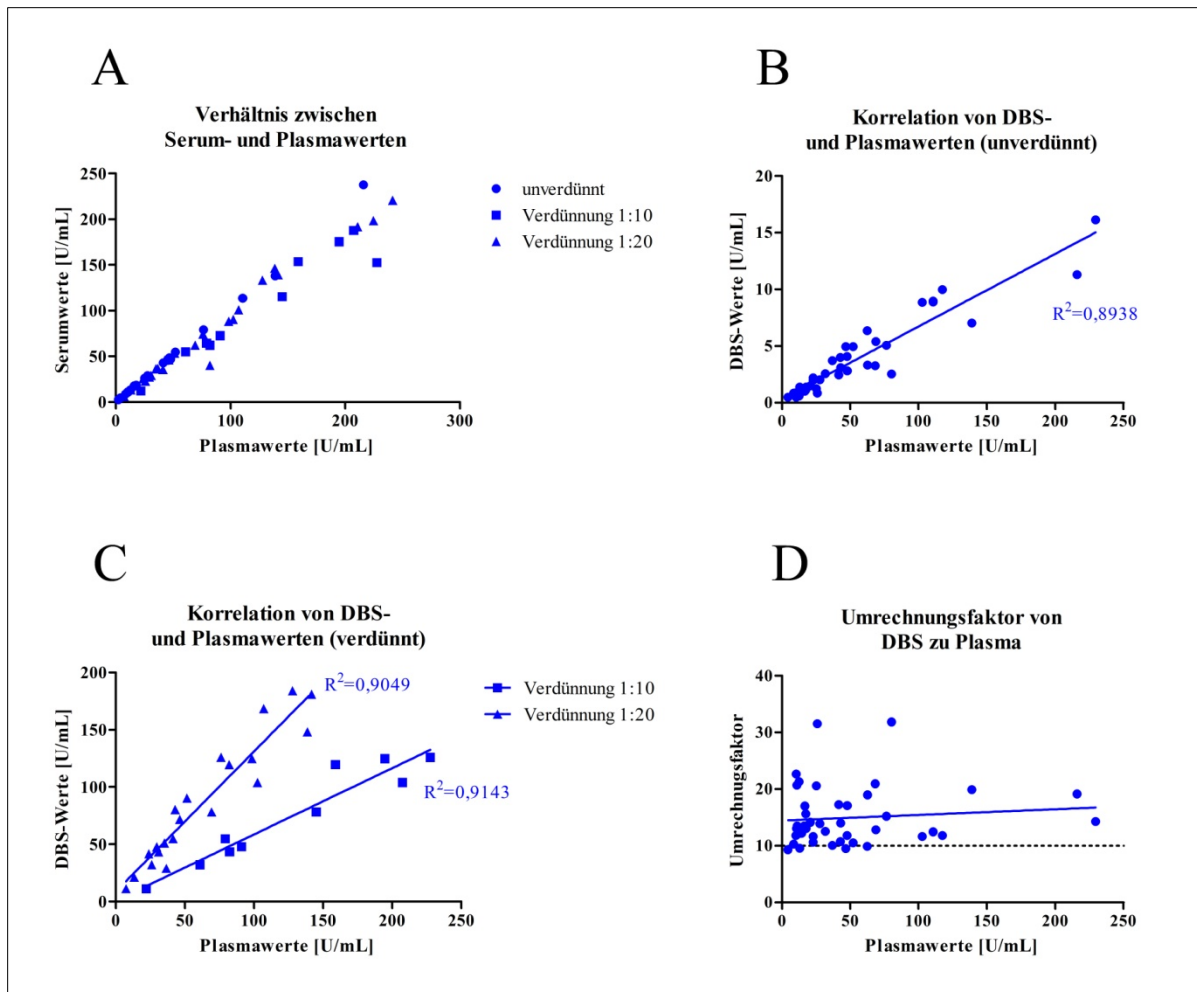 A
Verhältnis zwischen
Serum- und Plasmawerten
250
200
150
100
50
0
0
100
200
300
Serumwerte [U/mL]
Plasmawerte [U/mL]
unverdünnt
Verdünnung 1:10
Verdünnung 1:20
B
Korrelation von DBS-
und Plasmawerten (unverdünnt)
20
15
10
5
0
0
50
100
150
200
250
DBS-Werte [U/mL]
Plasmawerte [U/mL]
R²=0,8938
C
Korrelation von DBS-
und Plasmawerten (verdünnt)
200
150
100
50
0
0
50
100
150
200
250
DBS-Werte [U/mL]
Plasmawerte [U/mL]
R²=0,9049
R²=0,9143
Verdünnung 1:10
Verdünnung 1:20
D
Umrechnungsfaktor von
DBS zu Plasma
40
30
20
10
0
0
50
100
150
200
250
Umrechnugsfaktor
Plasmawerte [U/mL]